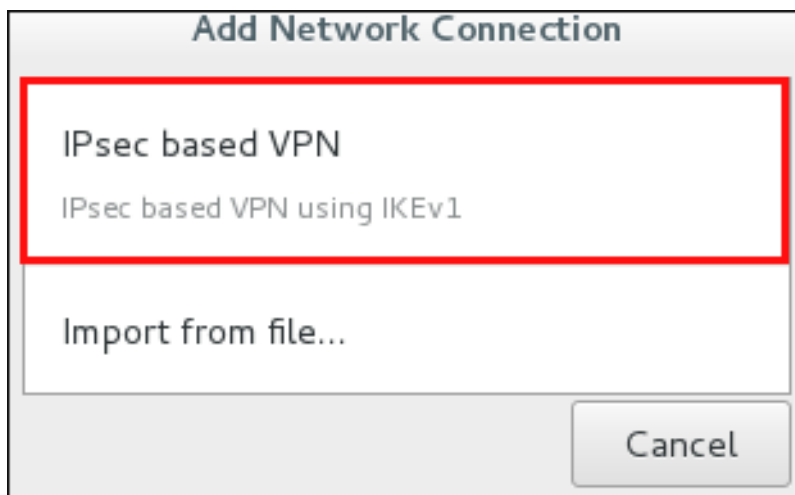 Add Network Connection
IPsec based VPN
IPsec based VPN using IKEv1
Import from file...
Cancel